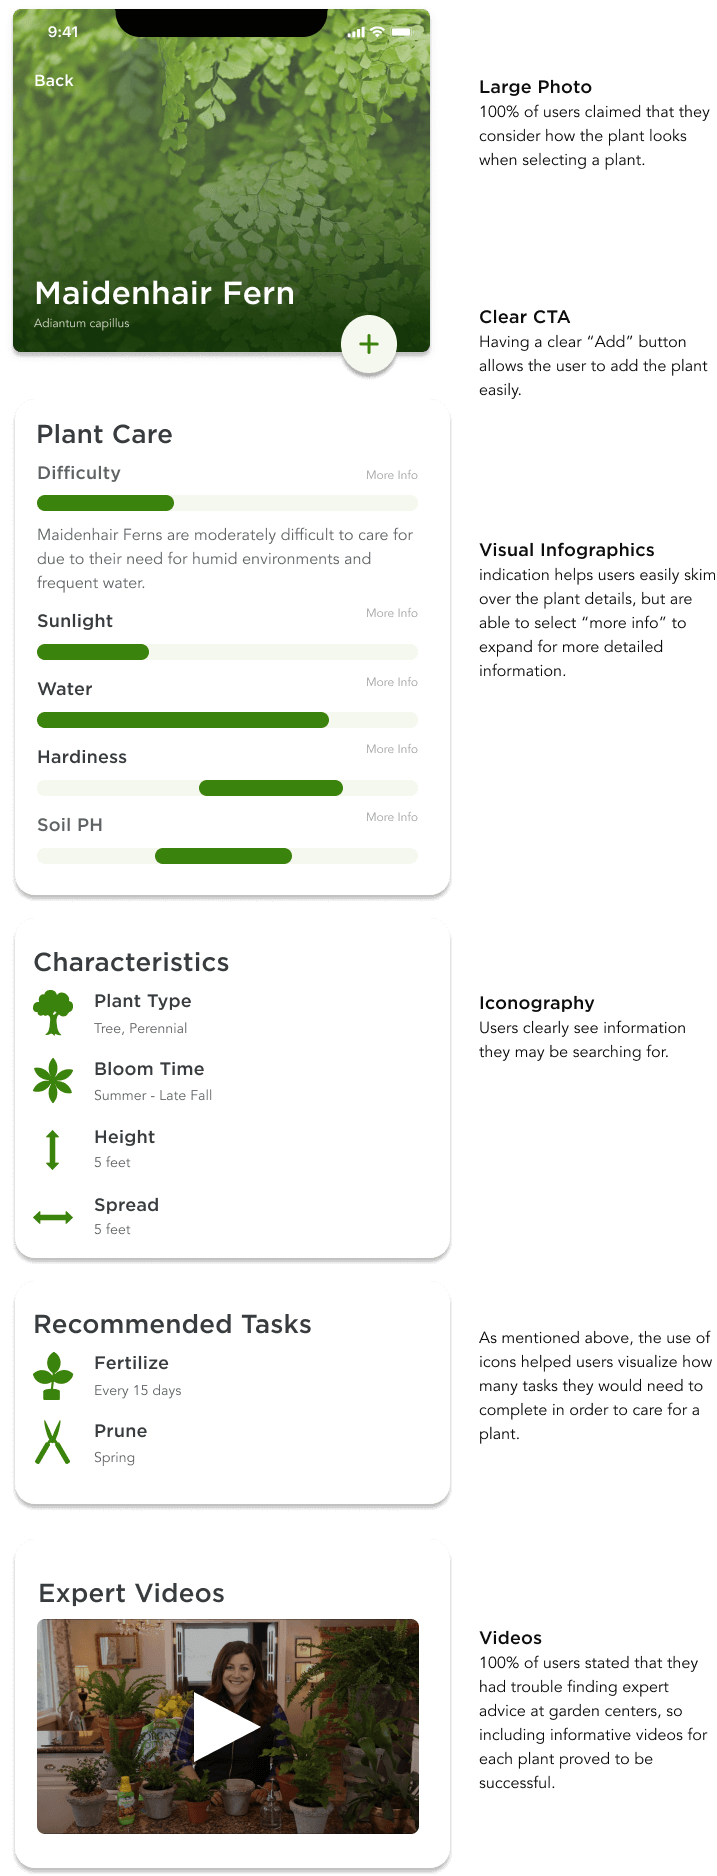 9:41
Back
Maidenhair Fern
Adiantum capillus
Large Photo
100% of users claimed that they
consider how the plant looks
when selecting a plant.
Clear CTA
Having a clear “Add” button
allows the user to add the plant
easily.
Plant Care
Difficulty
More Info
Maidenhair Ferns are moderately difficult to care for
due to their need for humid environments and
frequent water.
Sunlight
More Info
Water
More Info
Hardiness
More Info
Soil PH
More Info
Visual Infographics
indication helps users easily skim
over the plant details, but are
able to select “more info” to
expand for more detailed
information.
Characteristics
Plant Type
Tree, Perennial
Bloom Time
Summer - Late Fall
Height
5 feet
Spread
5 feet
Iconography
Users clearly see information
they may be searching for.
Recommended Tasks
Fertilize
Every 15 days
Prune
Spring
As mentioned above, the use of
icons helped users visualize how
many tasks they would need to
complete in order to care for a
plant.
Expert Videos
Videos
100% of users stated that they
had trouble finding expert
advice at garden centers, so
including informative videos for
each plant proved to be
successful.